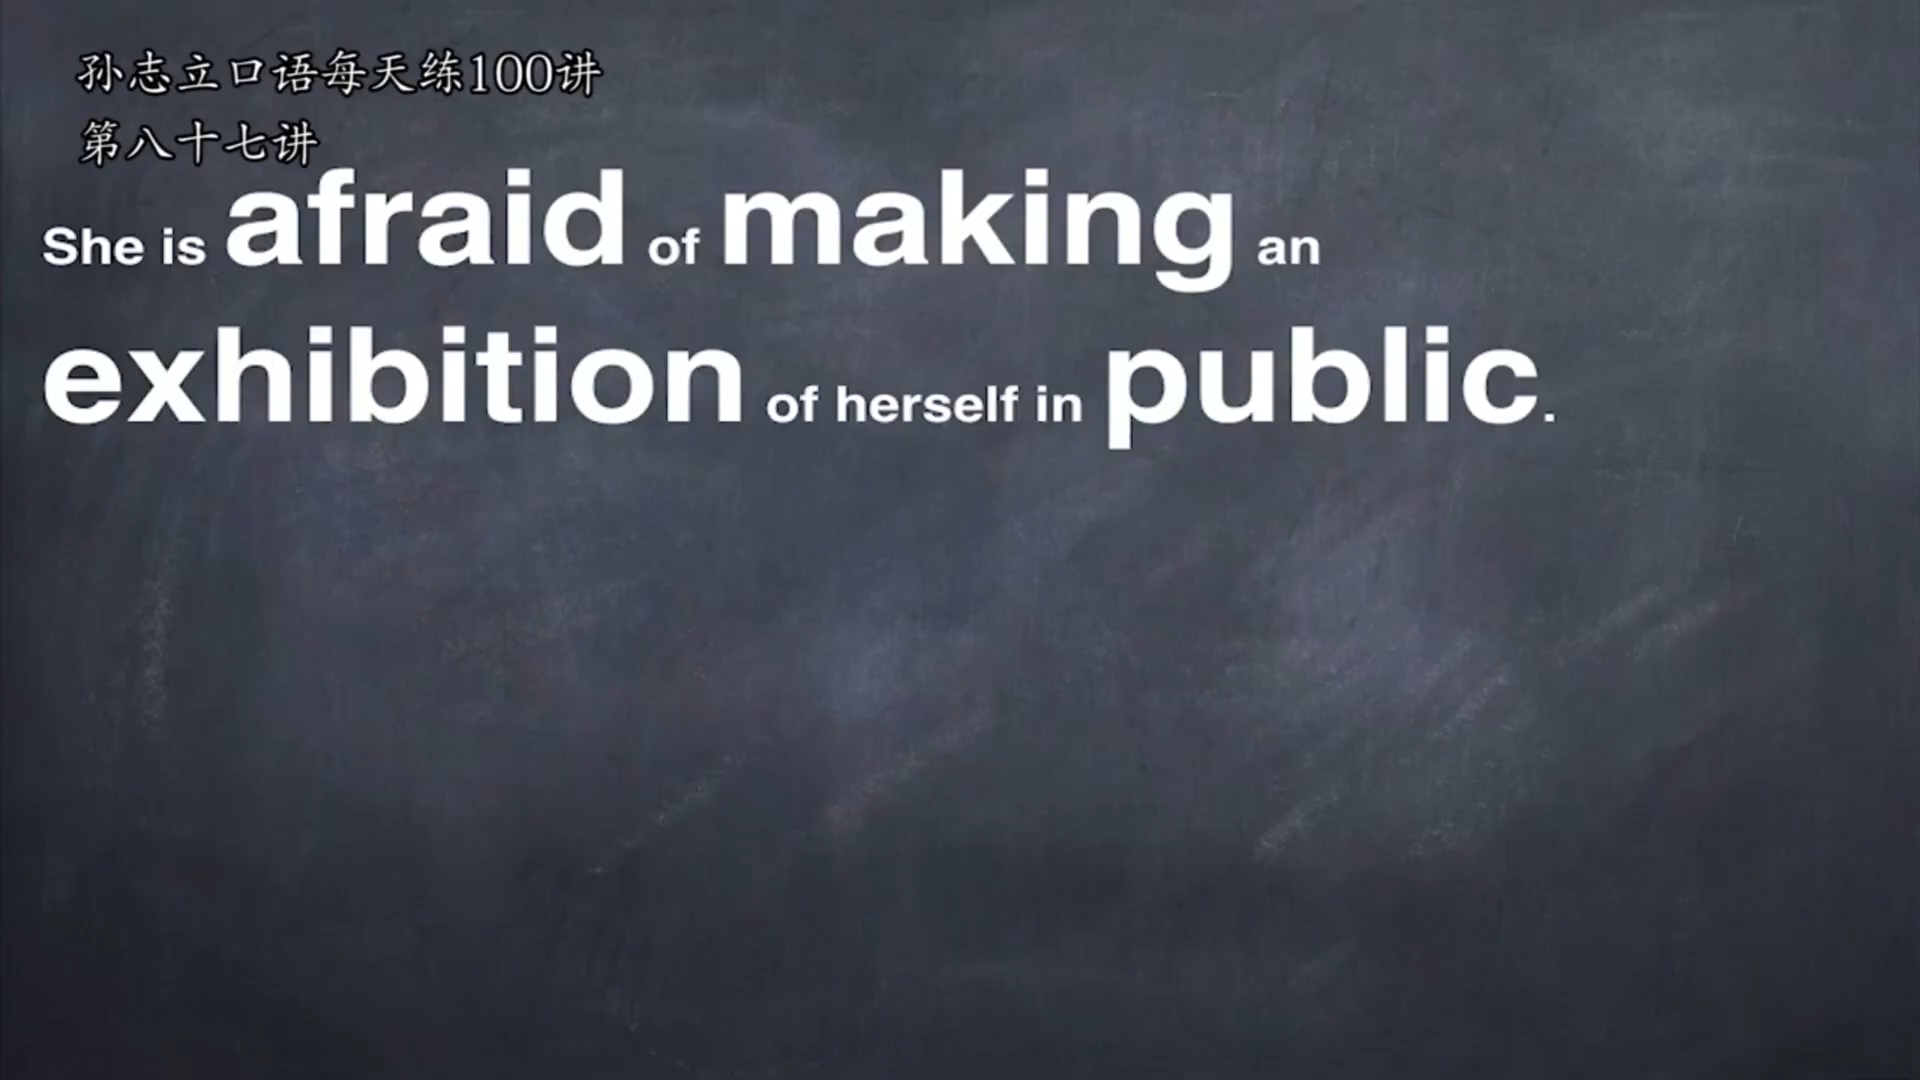 孙志立口语每天练100讲
第八十七讲
She is afraid of making an
exhibition of herself in public.